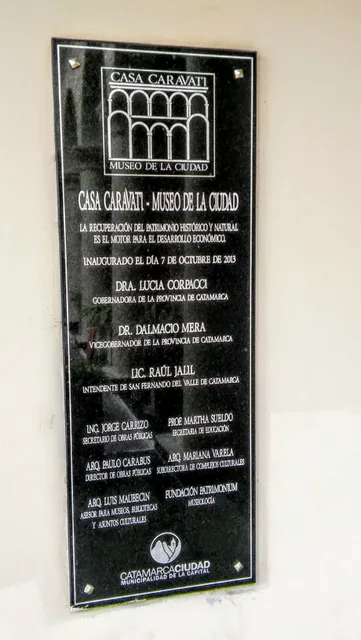 CASA CARAVATI
MUSEO DE LA CIUDAD
CASA CARAVATI - MUSEO DE LA CIUDAD
LA RECUPERACIÓN DEL PATRIMONIO HISTÓRICO Y NATURAL
ES EL MOTOR PARA EL DESARROLLO ECONÓMICO.
INAUGURADO EL DÍA 7 DE OCTUBRE DE 2013
DRA. LUCIA CORPACCI
GOBERNADORA DE LA PROVINCIA DE CATAMARCA
DR. DALMACIO MERA
VICEGOBERNADOR DE LA PROVINCIA DE CATAMARCA
LIC. RAÚL JALIL
INTENDENTE DE SAN FERNANDO DEL VALLE DE CATAMARCA
ING. JORGE CARRIZO
SECRETARIO DE OBRAS PÚBLICAS
PROF. MARTHA SUELDO
SECRETARIA DE EDUCACIÓN
ARQ. PAULO CARABUS
DIRECTOR DE OBRAS PÚBLICAS
ARQ. MARIANA VARELA
SUBDIRECTORA DE COMPLEJOS CULTURALES
ARQ. LUIS MAUBECIN
ASESOR PARA MUSEOS, BIBLIOTECAS
Y ASUNTOS CULTURALES
FUNDACIÓN PATRIMONIUM
MUSEOLOGÍA
CATAMARCACIUDAD
MUNICIPALIDAD DE LA CAPITAL